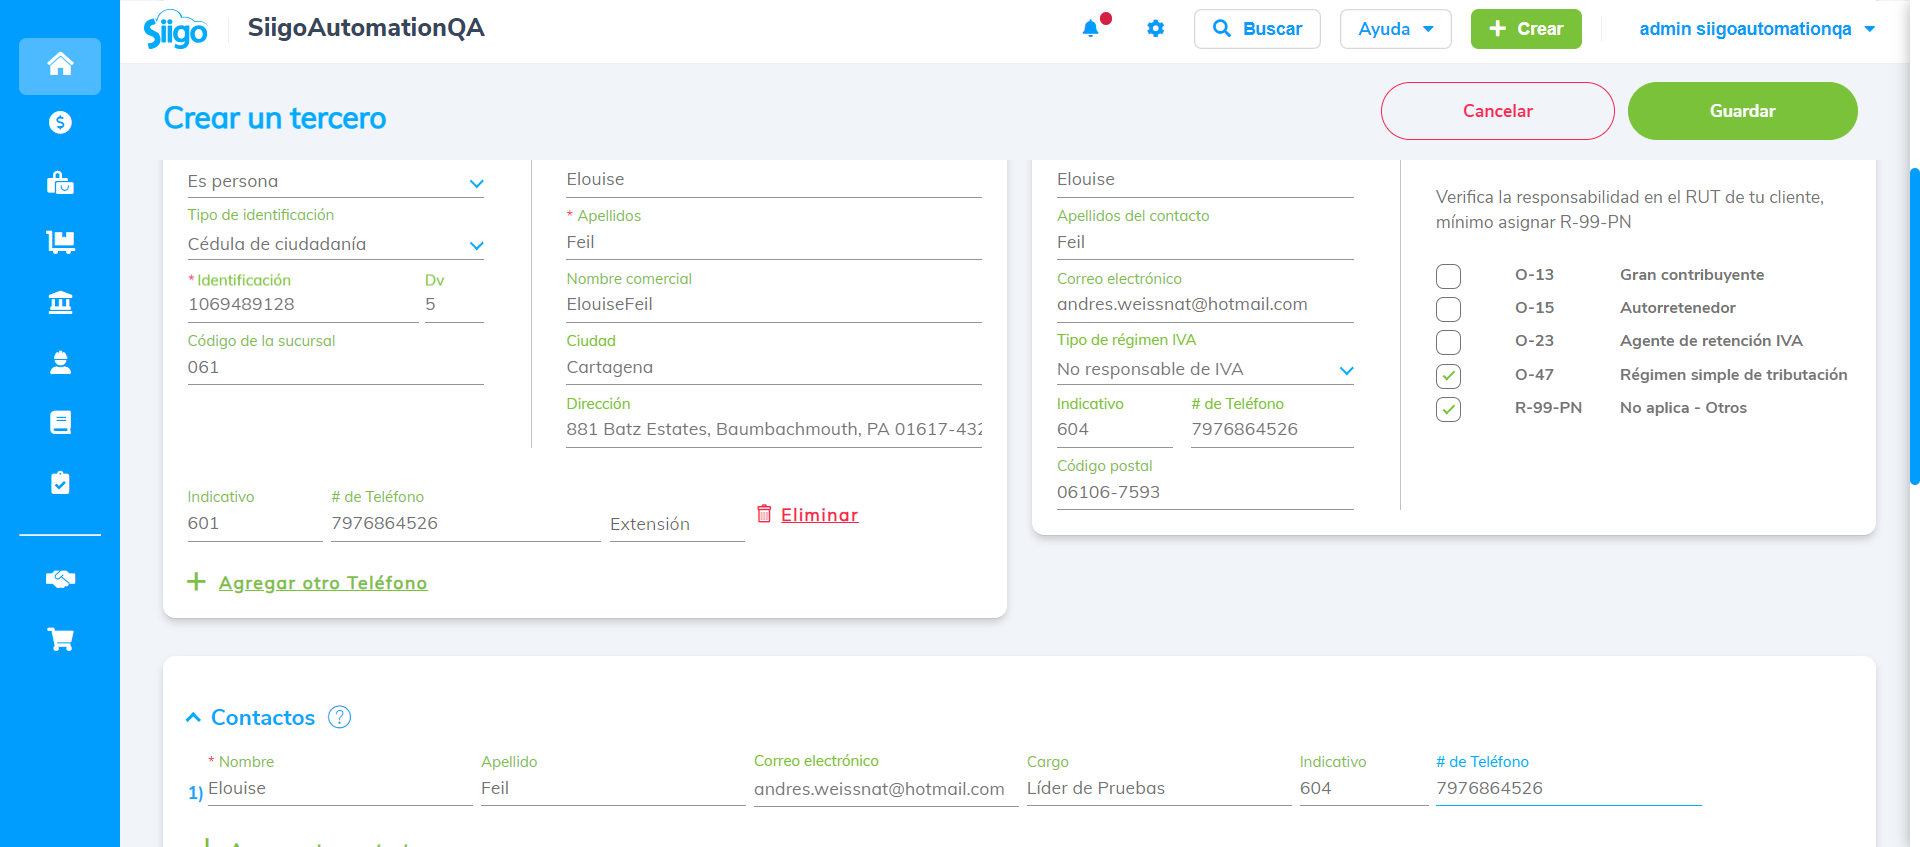 Siigo
SiigoAutomationQA
Buscar
Ayuda
Crear
admin siigoautomationqa
Crear un tercero
Cancelar
Guardar
Es persona
Tipo de identificación
Cédula de ciudadanía
* Identificación
Dv
1069489128
5
Código de la sucursal
061
Elouise
* Apellidos
Feil
Nombre comercial
ElouiseFeil
Ciudad
Cartagena
Dirección
881 Batz Estates, Baumbachmouth, PA 01617-432
Indicativo
# de Teléfono
601
7976864526
Extensión
Eliminar
Agregar otro Teléfono
Elouise
Apellidos del contacto
Feil
Correo electrónico
andres.weissnat@hotmail.com
Tipo de régimen IVA
No responsable de IVA
Indicativo
# de Teléfono
604
7976864526
Código postal
06106-7593
Verifica la responsabilidad en el RUT de tu cliente,
mínimo asignar R-99-PN
O-13 Gran contribuyente
O-15 Autorretenedor
O-23 Agente de retención IVA
O-47 Régimen simple de tributación
R-99-PN No aplica - Otros
Contactos ?
* Nombre
Apellido
Correo electrónico
Cargo
Indicativo
# de Teléfono
1) Elouise
Feil
andres.weissnat@hotmail.com
Líder de Pruebas
604
7976864526